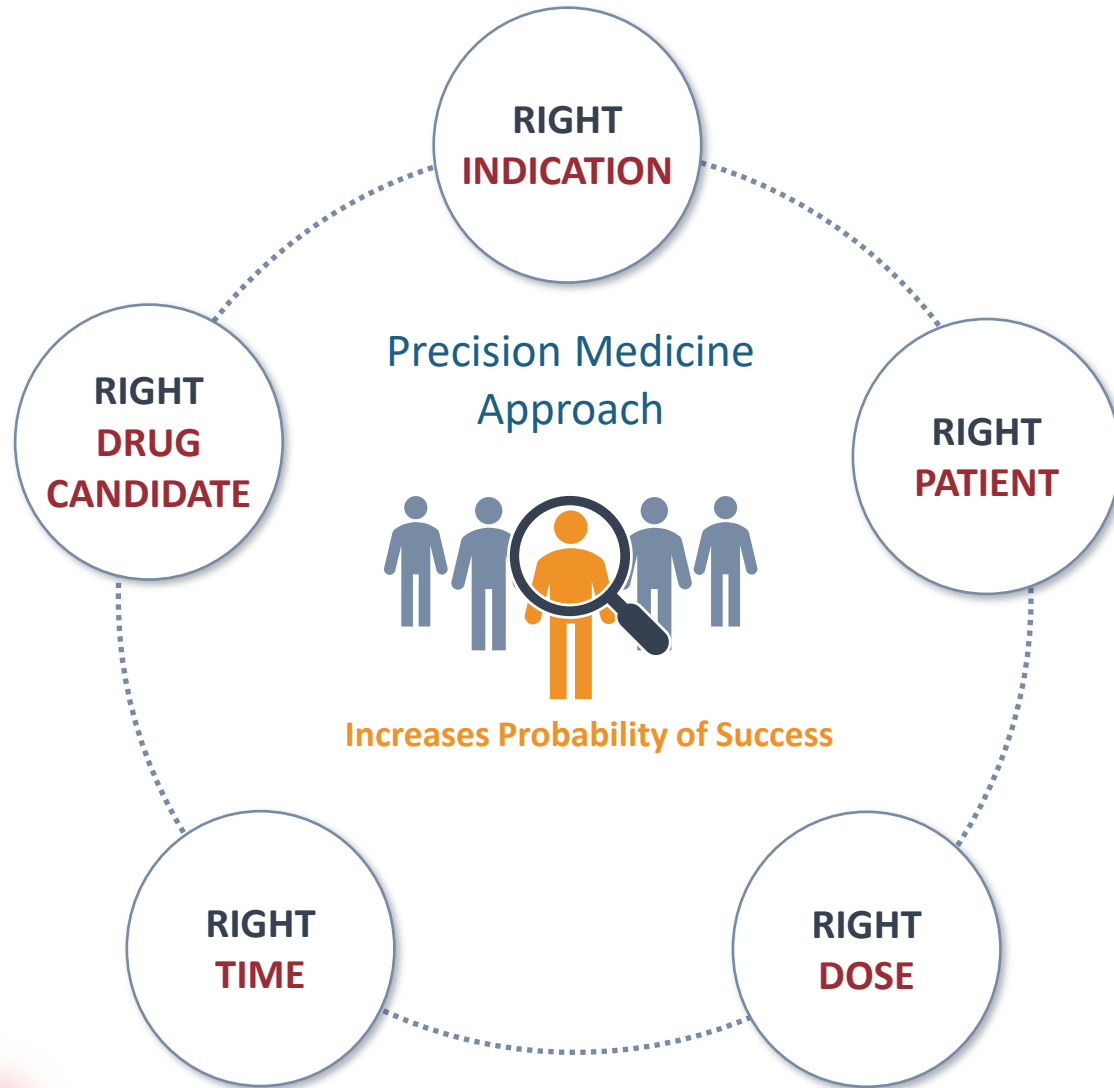 RIGHT
INDICATION
Precision Medicine
Approach
RIGHT
DRUG
CANDIDATE
RIGHT
PATIENT
Increases Probability of Success
RIGHT
TIME
RIGHT
DOSE